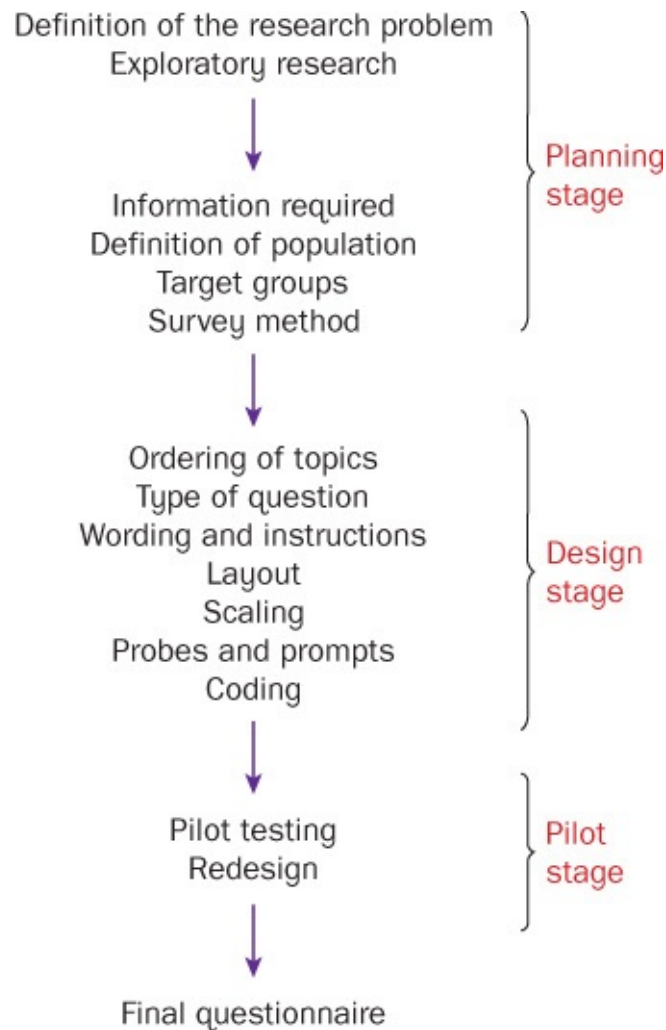 Definition of the research problem
Exploratory research
Planning
stage
Information required
Definition of population
Target groups
Survey method
Ordering of topics
Type of question
Wording and instructions
Layout
Scaling
Probes and prompts
Coding
Design
stage
Pilot testing
Redesign
Pilot
stage
Final questionnaire